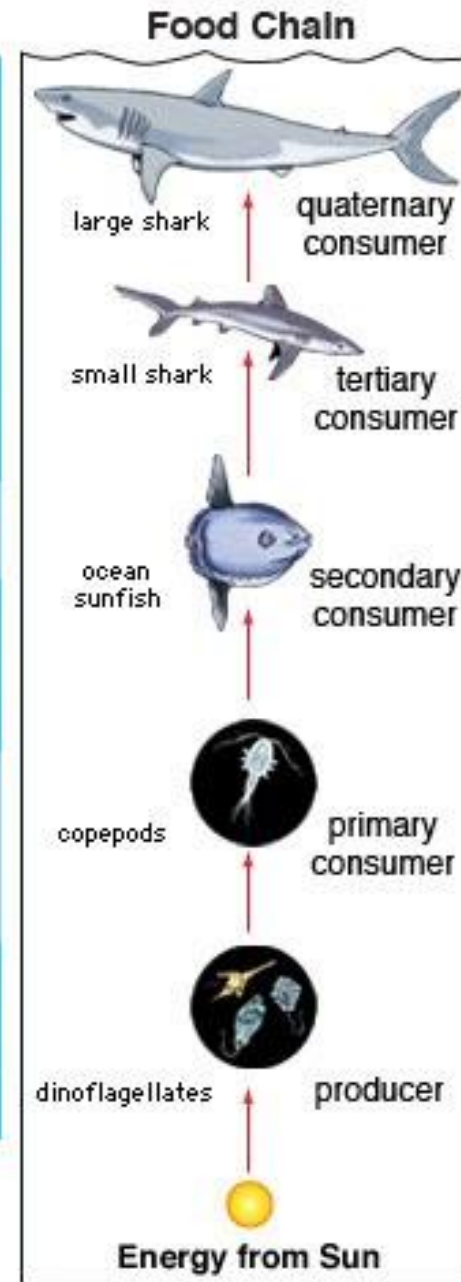 Food Chain
large shark
quaternary
consumer
small shark
tertiary
consumer
ocean
sunfish
secondary
consumer
copepods
primary
consumer
dinoflagellates
producer
Energy from Sun